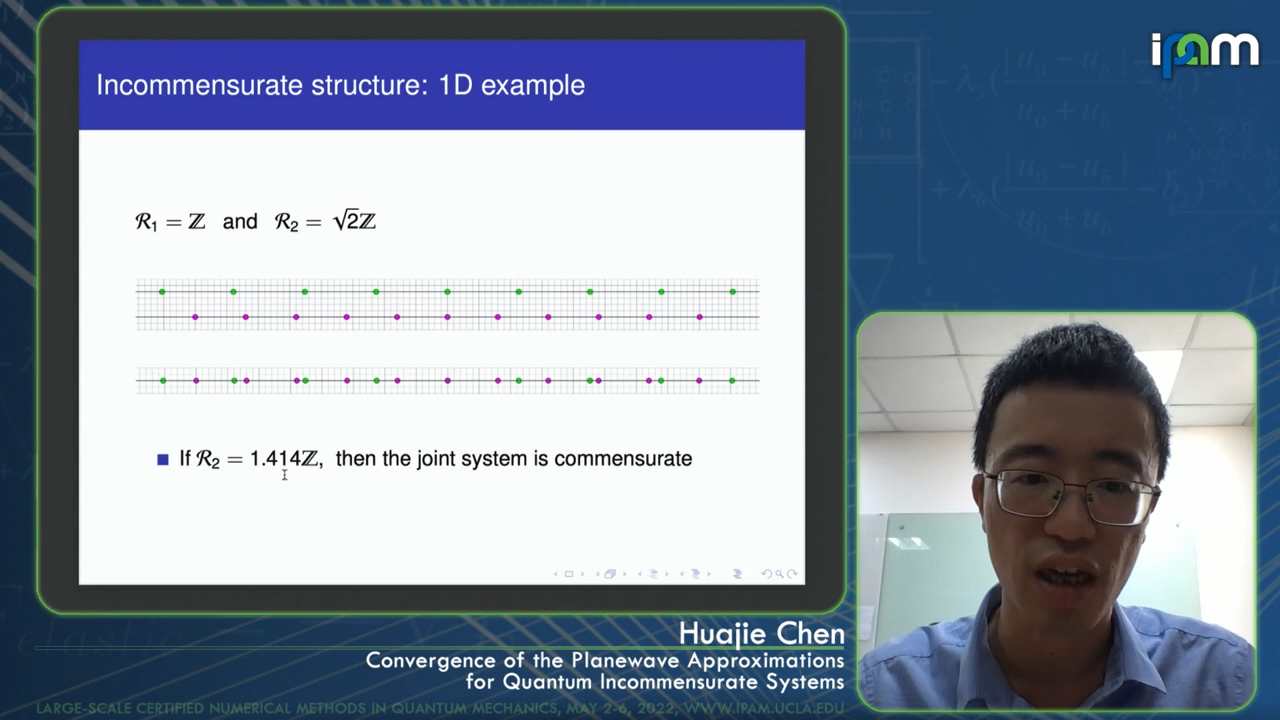 ipam
Incommensurate structure: 1D example
ℛ₁ = ℤ and ℛ₂ = √2ℤ
If ℛ₂ = 1.414ℤ, then the joint system is commensurate
Huajie Chen
Convergence of the Planewave Approximations
for Quantum Incommensurate Systems
LARGE-SCALE CERTIFIED NUMERICAL METHODS IN QUANTUM MECHANICS, MAY 2-6, 2022, WWW.IPAM.UCLA.EDU